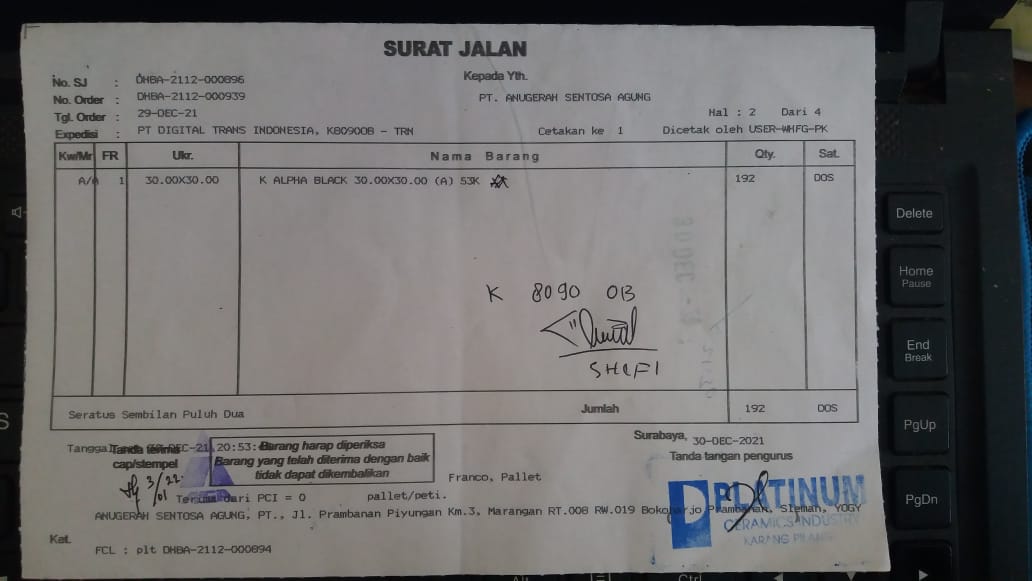 SURAT JALAN
No. SJ : DHBA-2112-000896
Kepada Yth.
No. Order : DHBA-2112-000939
PT. ANUGERAH SENTOSA AGUNG
Tgl. Order : 29-DEC-21
Hal : 2 Dari 4
Expedisi : PT DIGITAL TRANS INDONESIA, K8090OB - TRN
Cetakan ke 1 Dicetak oleh USER-WHFG-PK
Kw/Mr FR Ukr. Nama Barang Qty. Sat.
A/ 1 30.00X30.00 K ALPHA BLACK 30.00X30.00 (A) 53K 192 DOS
K 8090 OB
SHEFI
Seratus Sembilan Puluh Dua Jumlah 192 DOS
Surabaya, 30-DEC-2021
Tanggal DEC-21 20:53:
Tanda terima
cap/stempel
Barang harap diperiksa
Barang yang telah diterima dengan baik
tidak dapat dikembalikan
Tanda tangan pengurus
3/22
01
Franco, Pallet
Terima dari PCI = 0 pallet/peti.
PLATINUM
CERAMICS INDUSTRY
KARANG PILANG
ANUGERAH SENTOSA AGUNG, PT., Jl. Prambanan Piyungan Km.3, Marangan RT.008 RW.019 Bokoharjo Prambanan, Sleman, YOGY
Ket.
FCL : plt DHBA-2112-000894
Delete
Home
Pause
End
Break
PgUp
PgDn